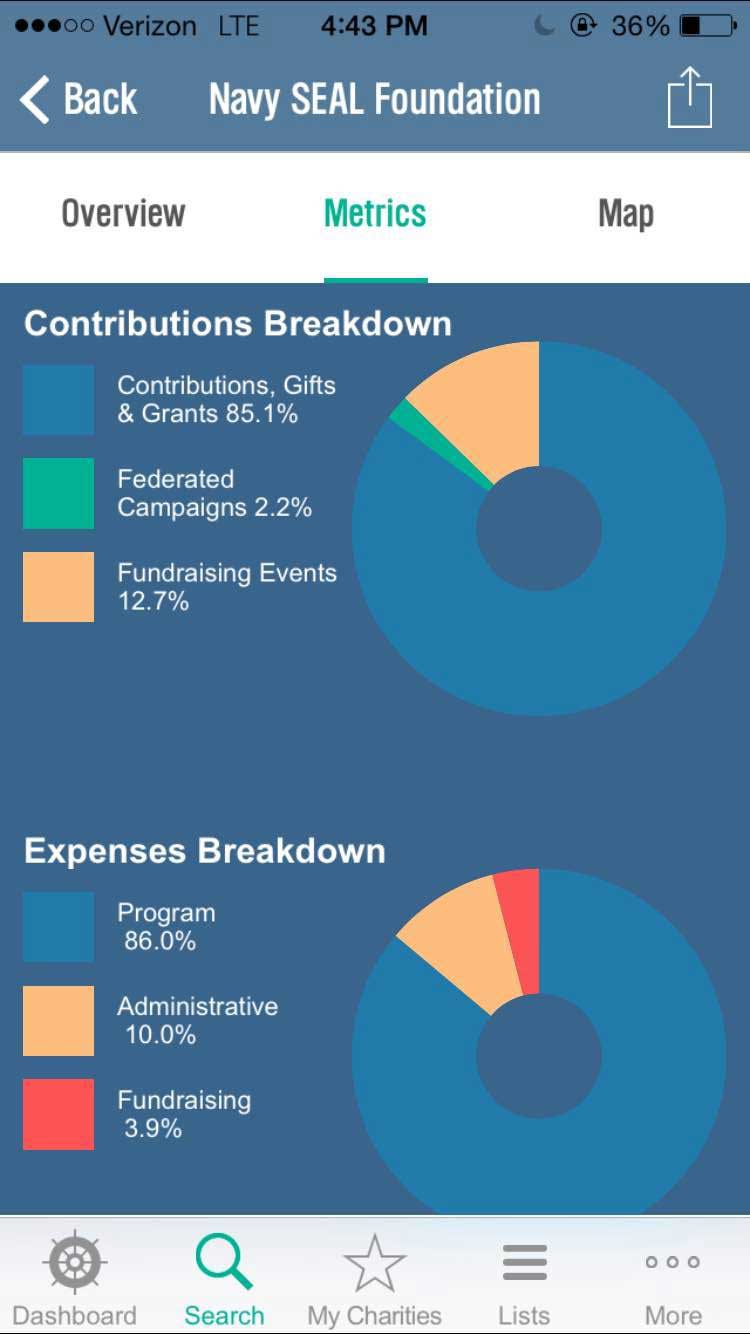 Verizon LTE 4:43 PM 36%
Back Navy SEAL Foundation
Overview Metrics Map
Contributions Breakdown
Contributions, Gifts
& Grants 85.1%
Federated
Campaigns 2.2%
Fundraising Events
12.7%
Expenses Breakdown
Program
86.0%
Administrative
10.0%
Fundraising
3.9%
Dashboard Search My Charities Lists More